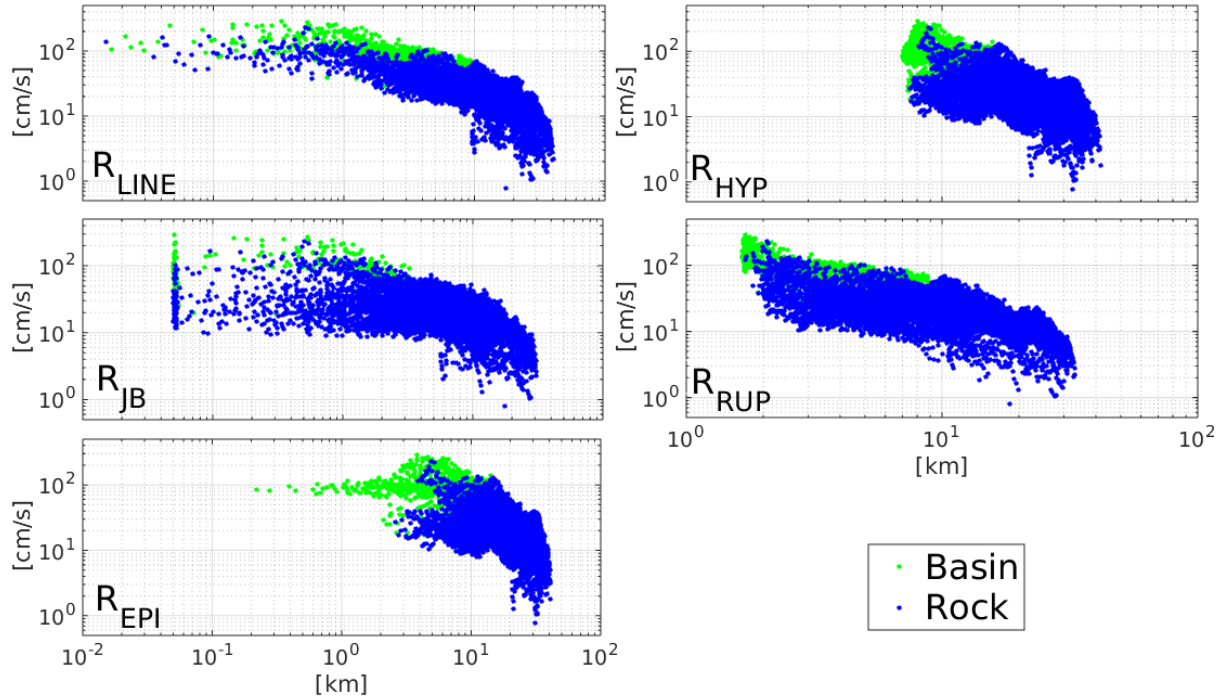 10²
10¹
10⁰
[cm/s]
R_LINE
10²
10¹
10⁰
[cm/s]
R_HYP
10²
10¹
10⁰
[cm/s]
R_JB
10²
10¹
10⁰
[cm/s]
R_RUP
10⁰ 10¹ 10²
[km]
10²
10¹
10⁰
[cm/s]
R_EPI
10⁻² 10⁻¹ 10⁰ 10¹ 10²
[km]
Basin
Rock